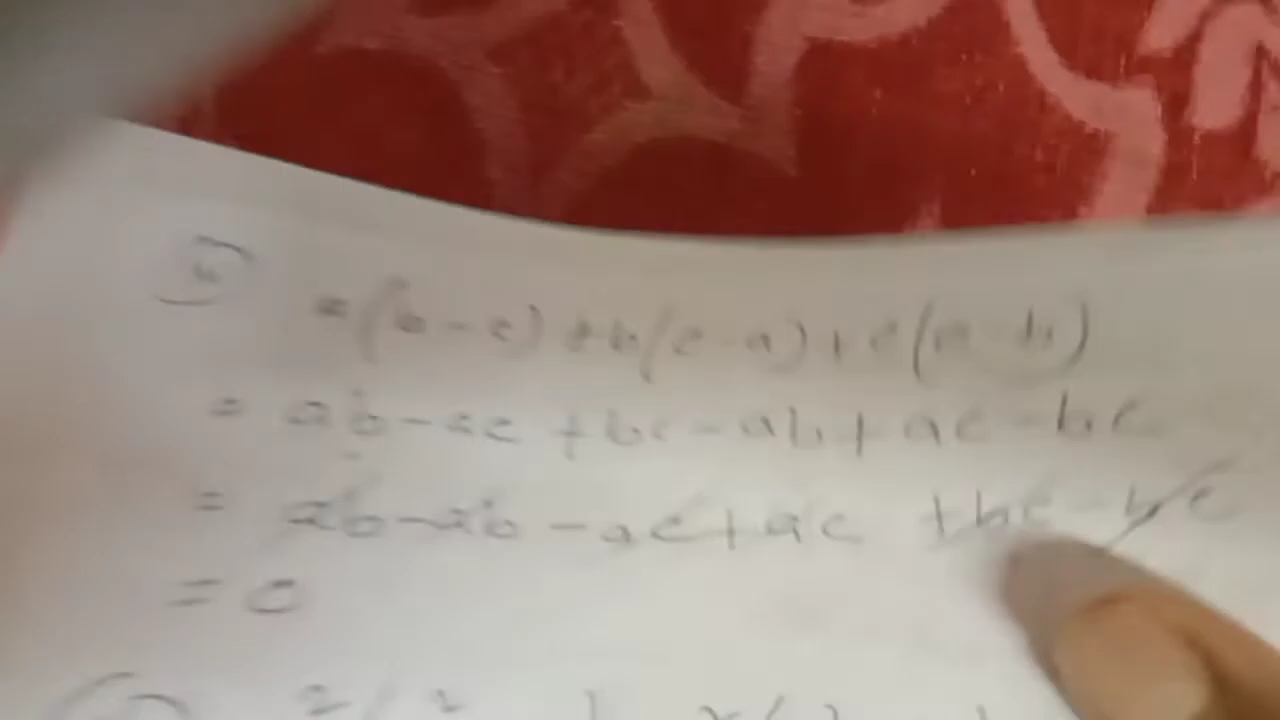 (b-c) + b(c-a) + c(a-b)
= ab-ac + bc - ab + ac - bc
= ab-ab - ac + ac + bc - bc
= 0